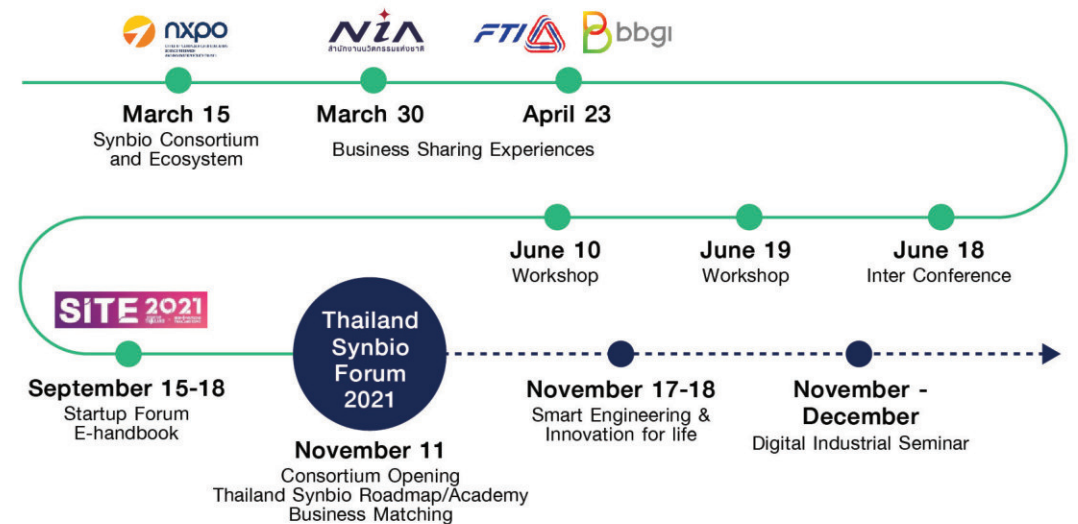 nxpo
NiA
สำนักงานนวัตกรรมแห่งชาติ
FTI
bbgi
March 15
Synbio Consortium
and Ecosystem
March 30
April 23
Business Sharing Experiences
June 10
Workshop
June 19
Workshop
June 18
Inter Conference
SiTE 2021
September 15-18
Startup Forum
E-handbook
Thailand
Synbio
Forum
2021
November 11
Consortium Opening
Thailand Synbio Roadmap/Academy
Business Matching
November 17-18
Smart Engineering &
Innovation for life
November -
December
Digital Industrial Seminar